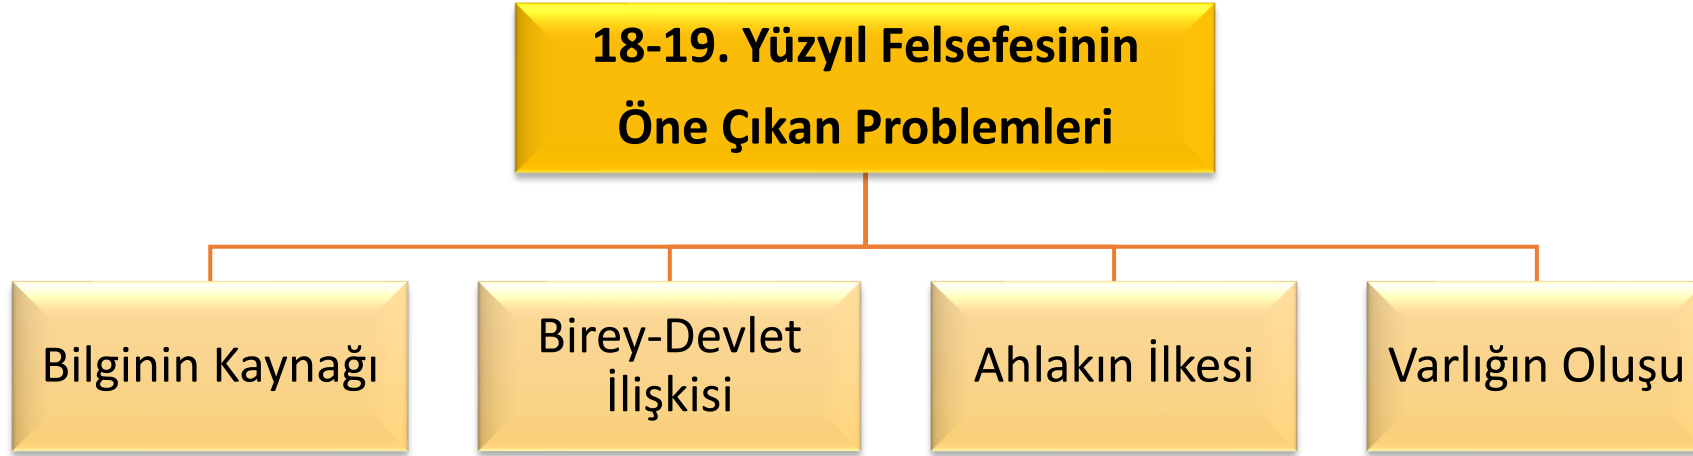 18-19. Yüzyıl Felsefesinin
Öne Çıkan Problemleri
Bilginin Kaynağı
Birey-Devlet
İlişkisi
Ahlakın İlkesi
Varlığın Oluşu